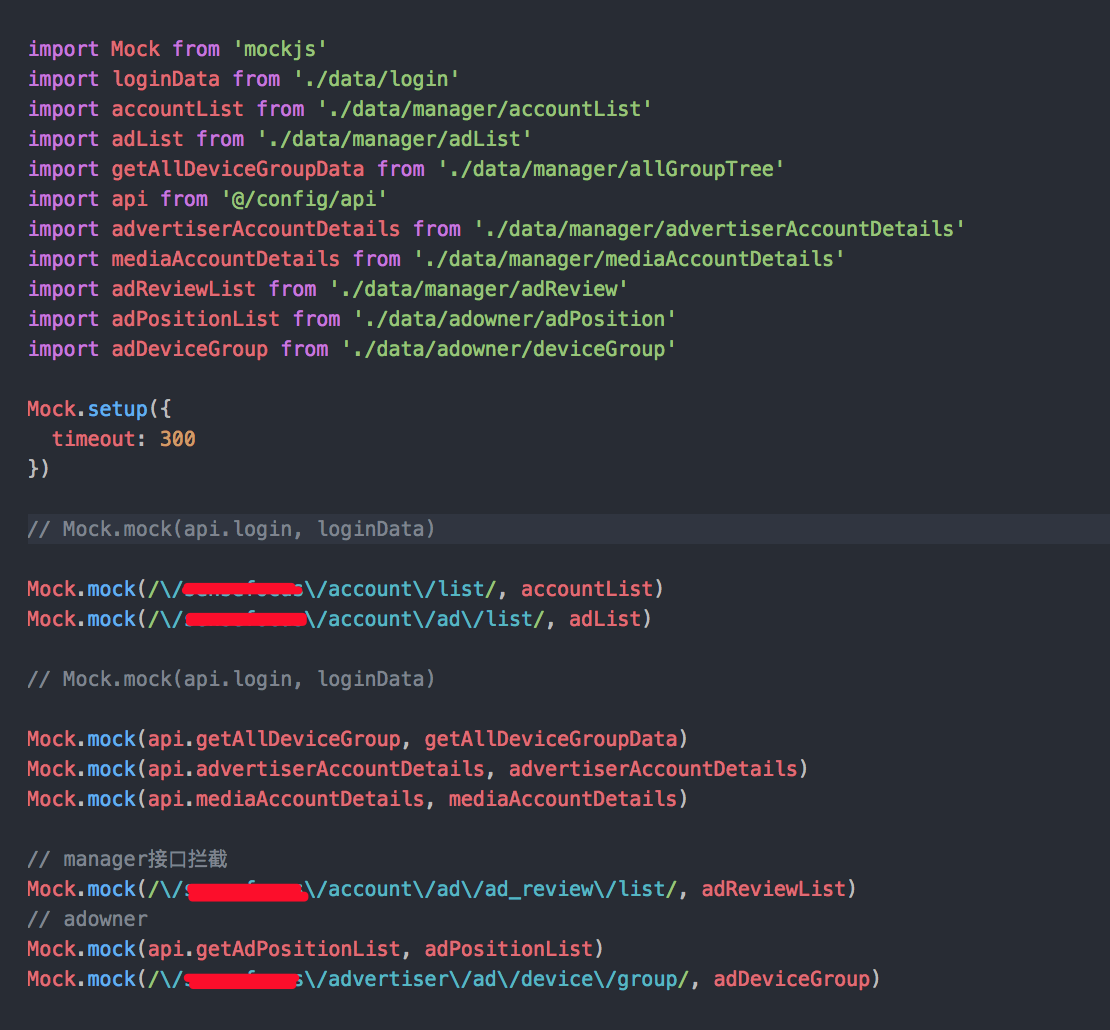 import Mock from 'mockjs'
import loginData from './data/login'
import accountList from './data/manager/accountList'
import adList from './data/manager/adList'
import getAllDeviceGroupData from './data/manager/allGroupTree'
import api from '@/config/api'
import advertiserAccountDetails from './data/manager/advertiserAccountDetails'
import mediaAccountDetails from './data/manager/mediaAccountDetails'
import adReviewList from './data/manager/adReview'
import adPositionList from './data/adowner/adPosition'
import adDeviceGroup from './data/adowner/deviceGroup'
Mock.setup({
  timeout: 300
})
// Mock.mock(api.login, loginData)
Mock.mock(/\/\/account\/list/, accountList)
Mock.mock(/\/\/account\/ad\/list/, adList)
// Mock.mock(api.login, loginData)
Mock.mock(api.getAllDeviceGroup, getAllDeviceGroupData)
Mock.mock(api.advertiserAccountDetails, advertiserAccountDetails)
Mock.mock(api.mediaAccountDetails, mediaAccountDetails)
// manager接口拦截
Mock.mock(/\/\/account\/ad\/ad_review\/list/, adReviewList)
// adowner
Mock.mock(api.getAdPositionList, adPositionList)
Mock.mock(/\/\/advertiser\/ad\/device\/group/, adDeviceGroup)